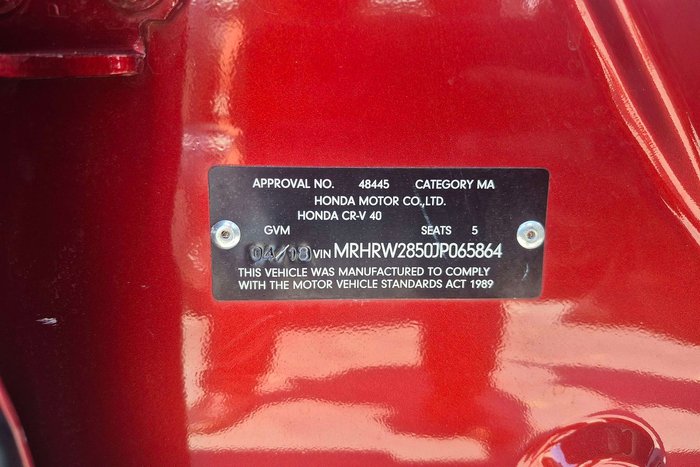 APPROVAL NO. 48445 CATEGORY MA
HONDA MOTOR CO.,LTD.
HONDA CR-V 40
GVM SEATS 5
04/18 VIN MRHRW2850JP065864
THIS VEHICLE WAS MANUFACTURED TO COMPLY
WITH THE MOTOR VEHICLE STANDARDS ACT 1989